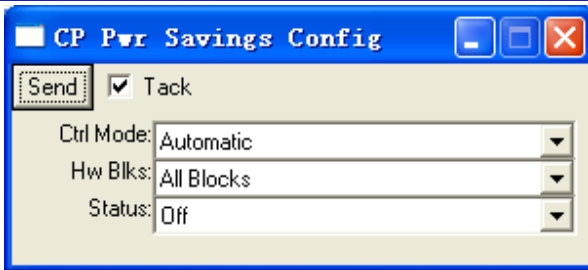 CP Pwr Savings Config
Send Tack
Ctrl Mode: Automatic
Hw Blks: All Blocks
Status: Off